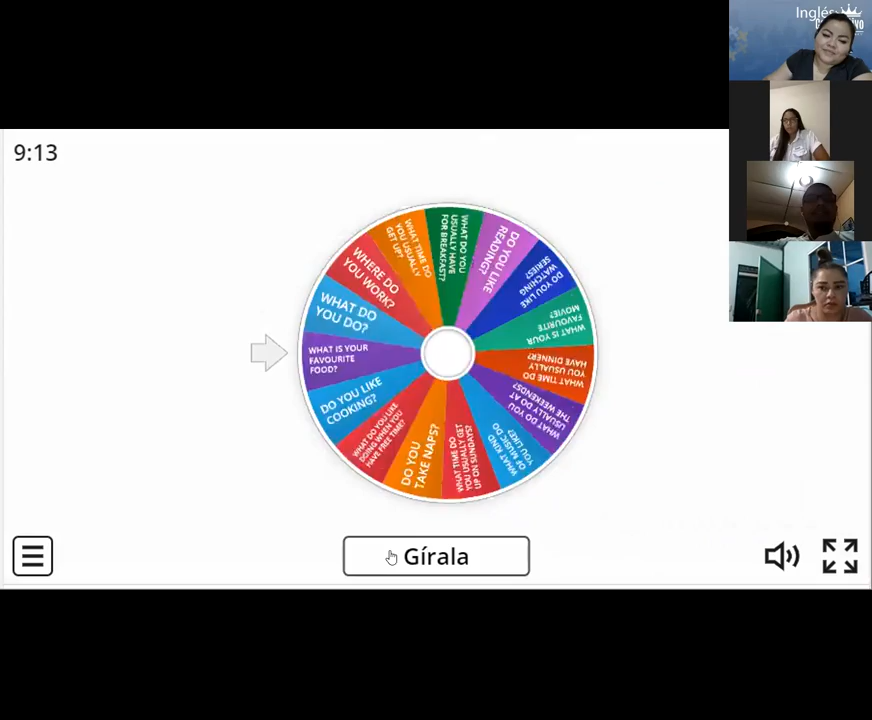 Inglés
9:13
WHAT TIME DO
YOU USUALLY
GET UP?
WHAT DO YOU
USUALLY HAVE
FOR BREAKFAST?
DO YOU LIKE
READING?
DO YOU LIKE
WATCHING
SERIES?
WHAT IS YOUR
FAVOURITE
MOVIE?
WHAT TIME DO
YOU USUALLY
HAVE DINNER?
WHAT DO YOU
USUALLY DO AT
THE WEEKENDS?
WHAT KIND
OF MUSIC DO
YOU LIKE?
WHAT TIME DO
YOU USUALLY GET
UP ON SUNDAYS?
DO YOU
TAKE NAPS?
WHAT DO YOU LIKE
DOING WHEN YOU
HAVE FREE TIME?
DO YOU LIKE
COOKING?
WHAT IS YOUR
FAVOURITE
FOOD?
WHAT DO
YOU DO?
WHERE DO
YOU WORK?
Gírala